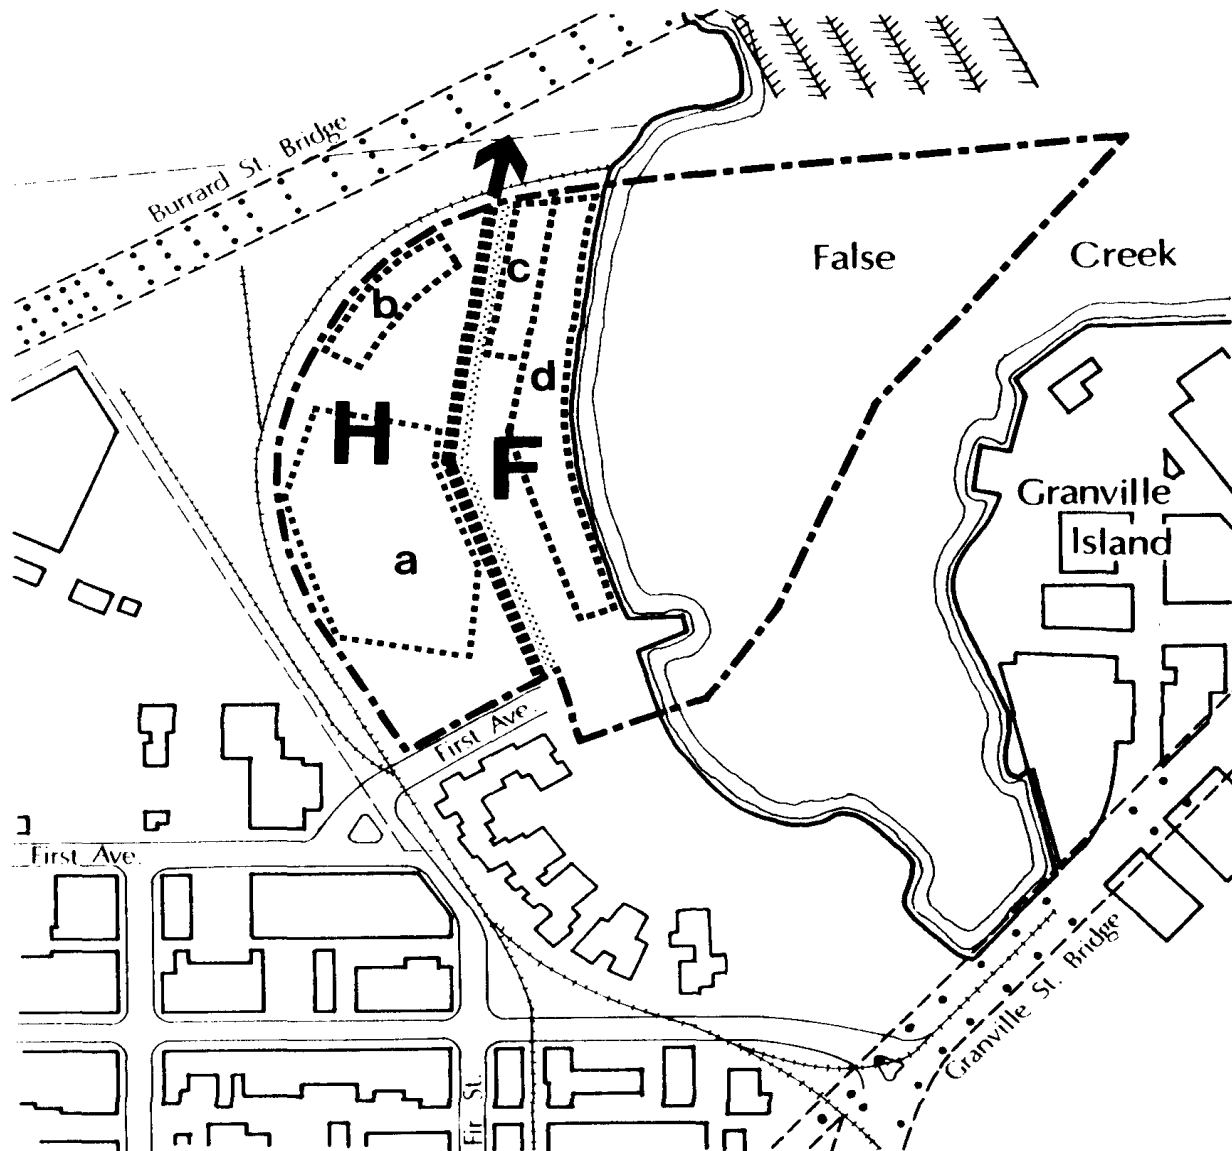 Burrard St. Bridge
False Creek
c
b
d
H
F
Granville
Island
a
First Ave.
First Ave.
Granville St. Bridge
Fir St.